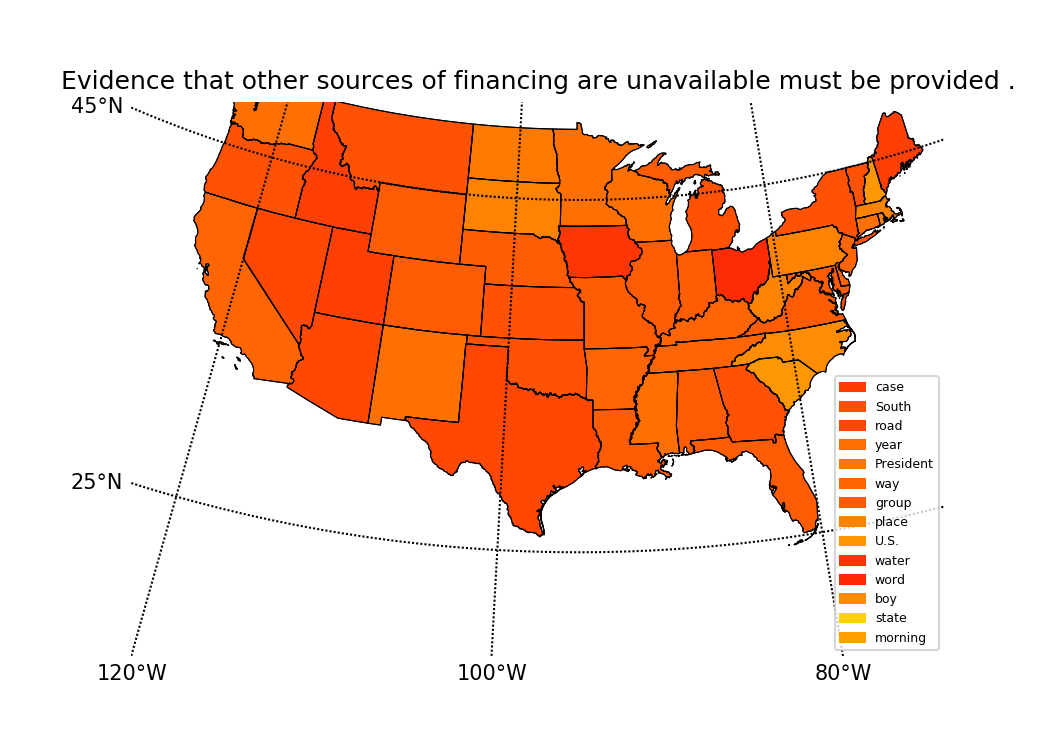 Evidence that other sources of financing are unavailable must be provided .
45°N
25°N
120°W
100°W
80°W
case
South
road
year
President
way
group
place
U.S.
water
word
boy
state
morning